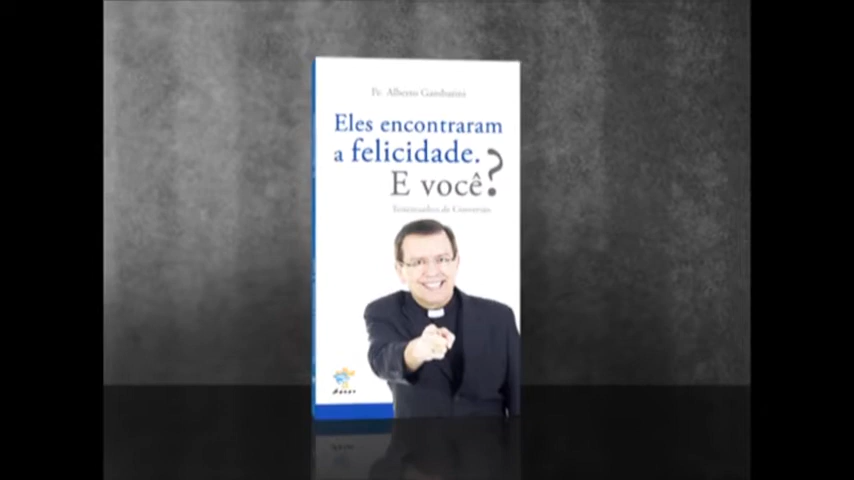 Pe. Alberto Gambarini
Eles encontraram
a felicidade.
E você?
Testemunhos de Conversão